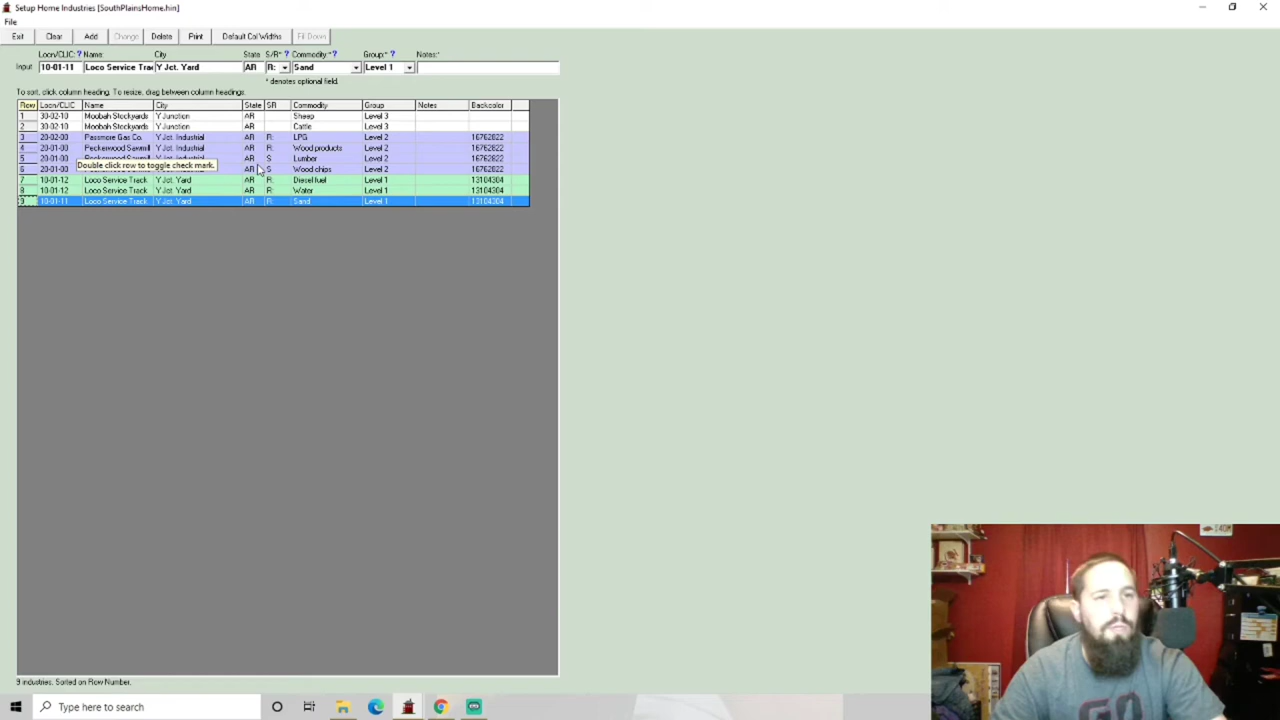 Setup Home Industries [SouthPlainsHome.hin]
File
Exit Clear Add Change Delete Print Default Col Widths Fill Down
Locn/CLIC: ? Name: City State S/R* ? Commodity:* ? Group:* ? Notes:*
Input 10-01-11 Loco Service Trac Y Jct. Yard AR R: Sand Level 1
* denotes optional field.
To sort, click column heading. To resize, drag between column headings.
Row Locn/CLIC Name City State SR Commodity Group Notes Backcolor
1 30-02-10 Moobah Stockyards Y Junction AR Sheep Level 3
2 30-02-10 Moobah Stockyards Y Junction AR Cattle Level 3
3 20-02-00 Passmore Gas Co. Y Jct. Industrial AR R: LPG Level 2 16762822
4 20-01-00 Peckerwood Sawmill Y Jct. Industrial AR R: Wood products Level 2 16762822
5 20-01-00 Peckerwood Sawmill Y Jct. Industrial AR S Lumber Level 2 16762822
Double click row to toggle check mark.
6 20-01-00 AR S Wood chips Level 2 16762822
7 10-01-12 Loco Service Track Y Jct. Yard AR R: Diesel fuel Level 1 13104304
8 10-01-12 Loco Service Track Y Jct. Yard AR R: Water Level 1 13104304
9 10-01-11 Loco Service Track Y Jct. Yard AR R: Sand Level 1 13104304
9 industries. Sorted on Row Number.
Type here to search